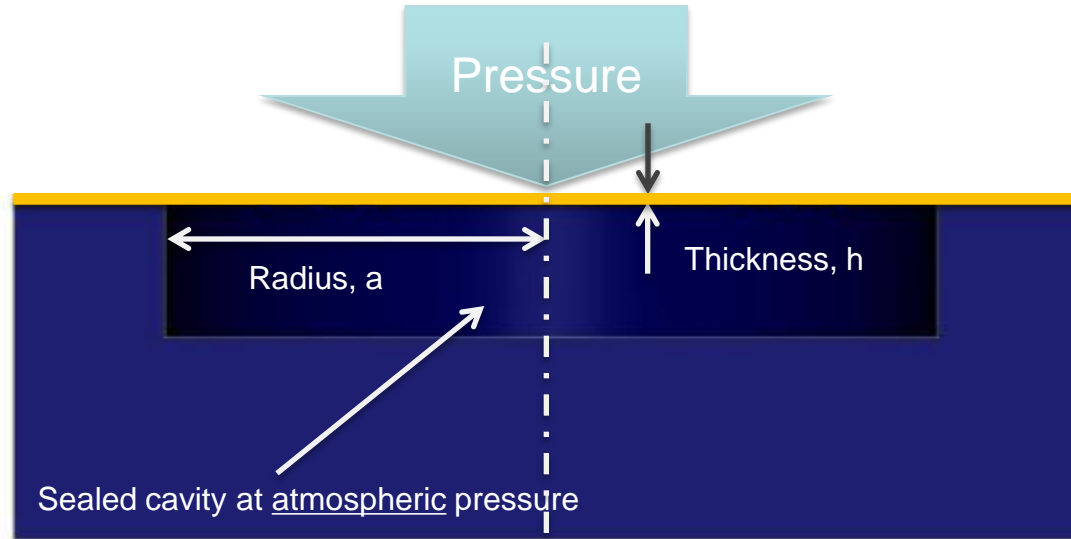 Pressure
Radius, a
Thickness, h
Sealed cavity at atmospheric pressure